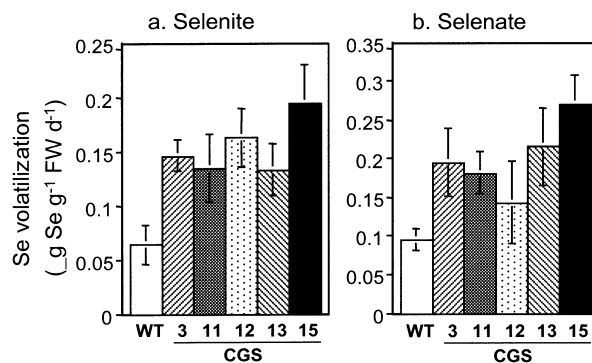 a. Selenite
b. Selenate
Se volatilization
(_g Se g⁻¹ FW d⁻¹)
0.25
0.2
0.15
0.1
0.05
0
0.35
0.3
0.25
0.2
0.15
0.1
0.05
0
WT 3 11 12 13 15
CGS
WT 3 11 12 13 15
CGS